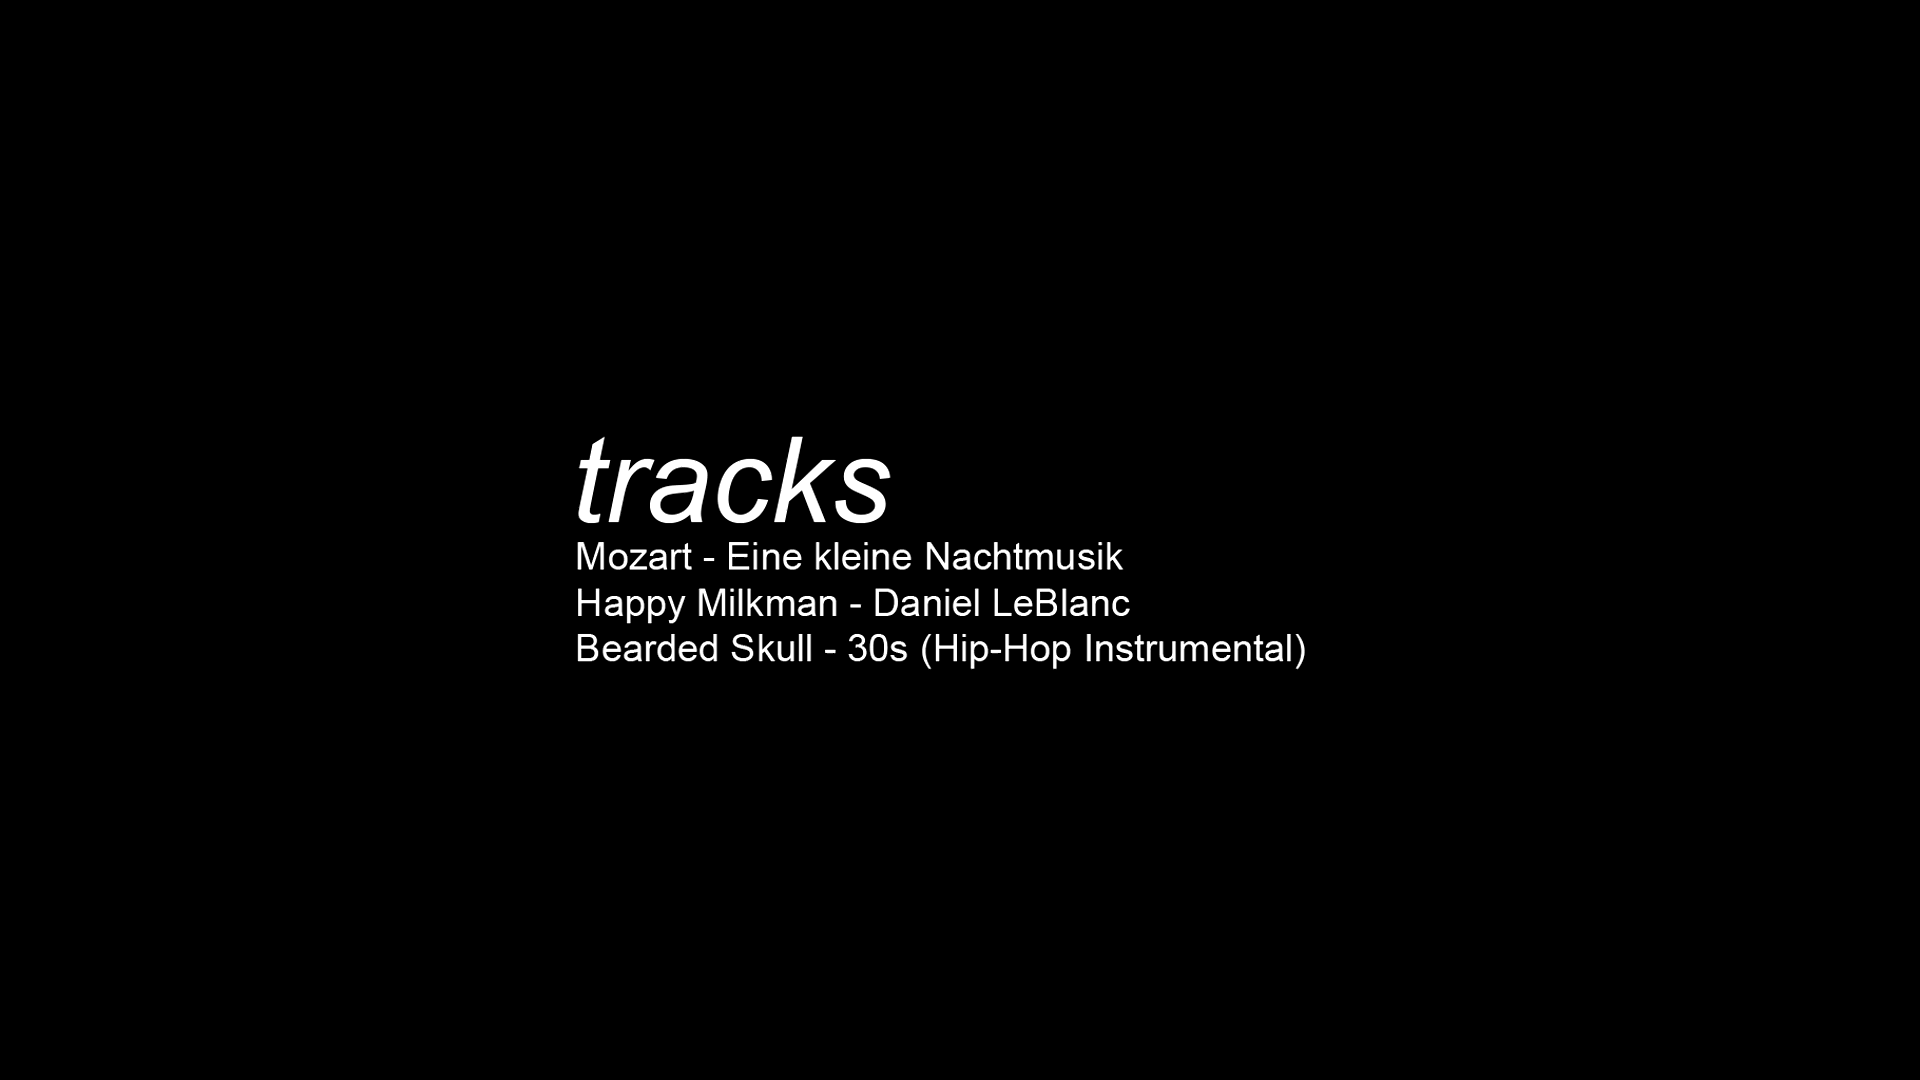 tracks
Mozart - Eine kleine Nachtmusik
Happy Milkman - Daniel LeBlanc
Bearded Skull - 30s (Hip-Hop Instrumental)